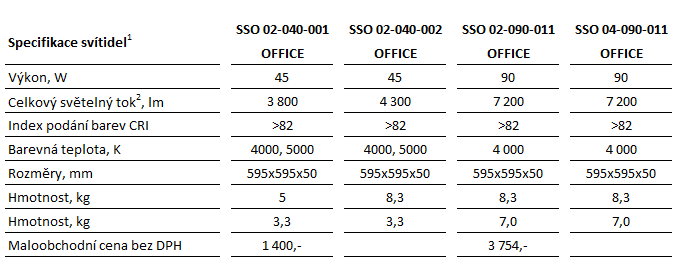 Specifikace svítidel1 SSO 02-040-001 OFFICE SSO 02-040-002 OFFICE SSO 02-090-011 OFFICE SSO 04-090-011 OFFICE
Výkon, W 45 45 90 90
Celkový světelný tok2, lm 3 800 4 300 7 200 7 200
Index podání barev CRI >82 >82 >82 >82
Barevná teplota, K 4000, 5000 4000, 5000 4 000 4 000
Rozměry, mm 595x595x50 595x595x50 595x595x50 595x595x50
Hmotnost, kg 5 8,3 8,3 8,3
Hmotnost, kg 3,3 3,3 7,0 7,0
Maloobchodní cena bez DPH 1 400,- 3 754,-